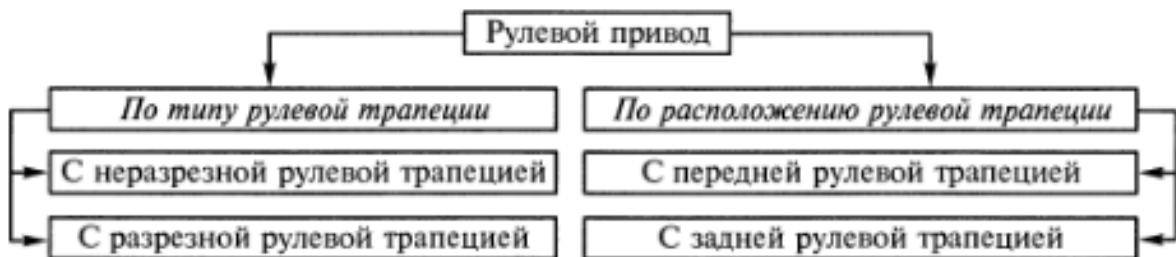 Рулевой привод
По типу рулевой трапеции
По расположению рулевой трапеции
С неразрезной рулевой трапецией
С передней рулевой трапецией
С разрезной рулевой трапецией
С задней рулевой трапецией